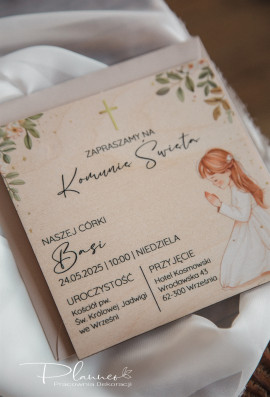 ZAPRASZAMY NA
Komunię Świętą
NASZEJ CÓRKI
Basi
24.05.2025 | 10:00 | NIEDZIELA
UROCZYSTOŚĆ
Kościół pw.
Św. Królowej Jadwigi
we Wrześni
PRZYJĘCIE
Hotel Kosmowski
Wrocławska 43
62-300 Września
Planner
Pracownia Dekoracji